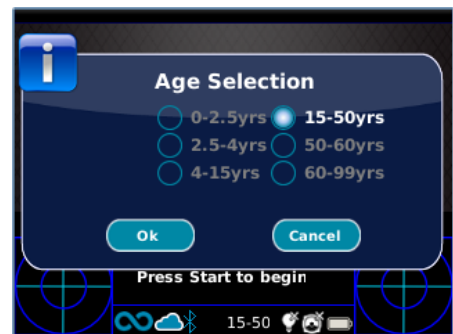 Age Selection
0-2.5yrs 15-50yrs
2.5-4yrs 50-60yrs
4-15yrs 60-99yrs
Ok Cancel
Press Start to begin
15-50